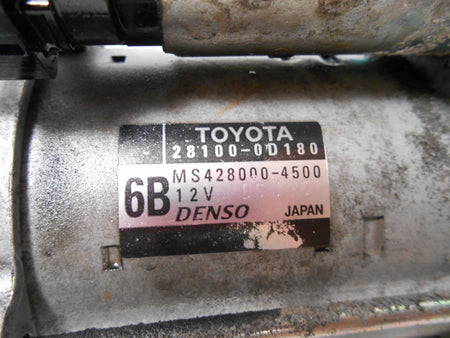 TOYOTA
28100-0D180
MS428000-4500
6B
12V
DENSO JAPAN